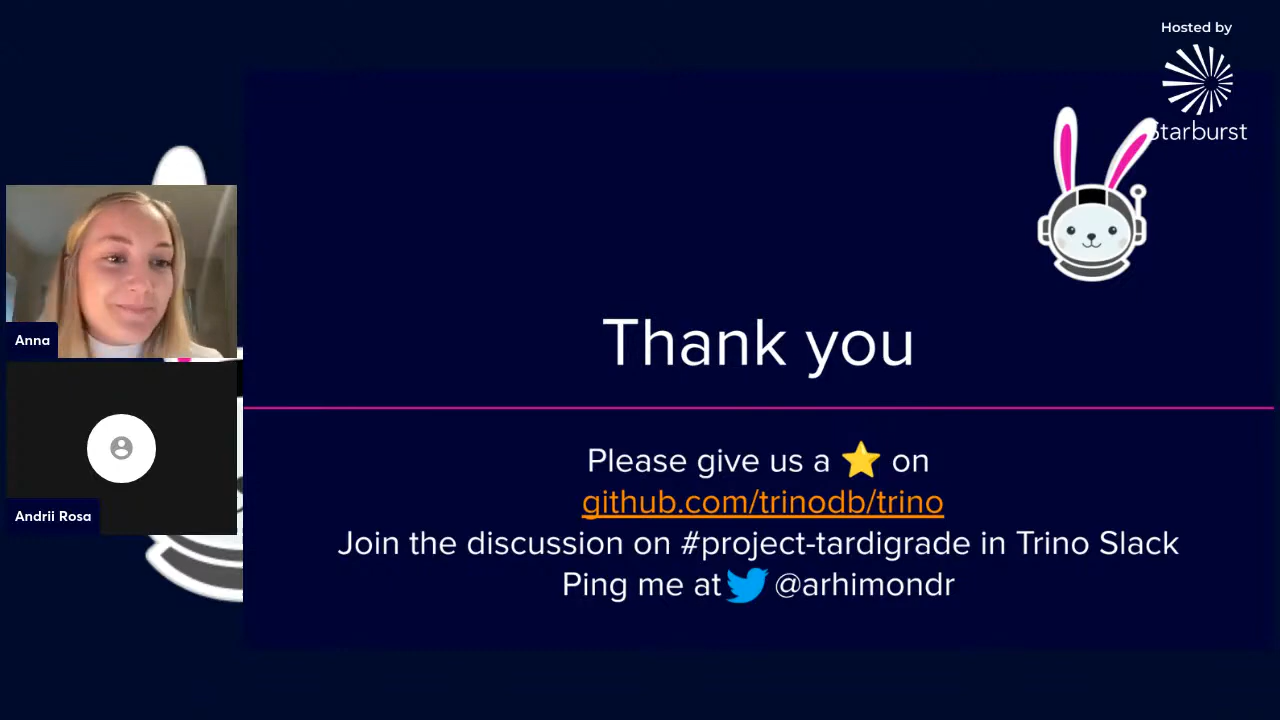 Hosted by
Starburst
Anna
Andrii Rosa
Thank you
Please give us a ⭐ on
github.com/trinodb/trino
Join the discussion on #project-tardigrade in Trino Slack
Ping me at @arhimondr